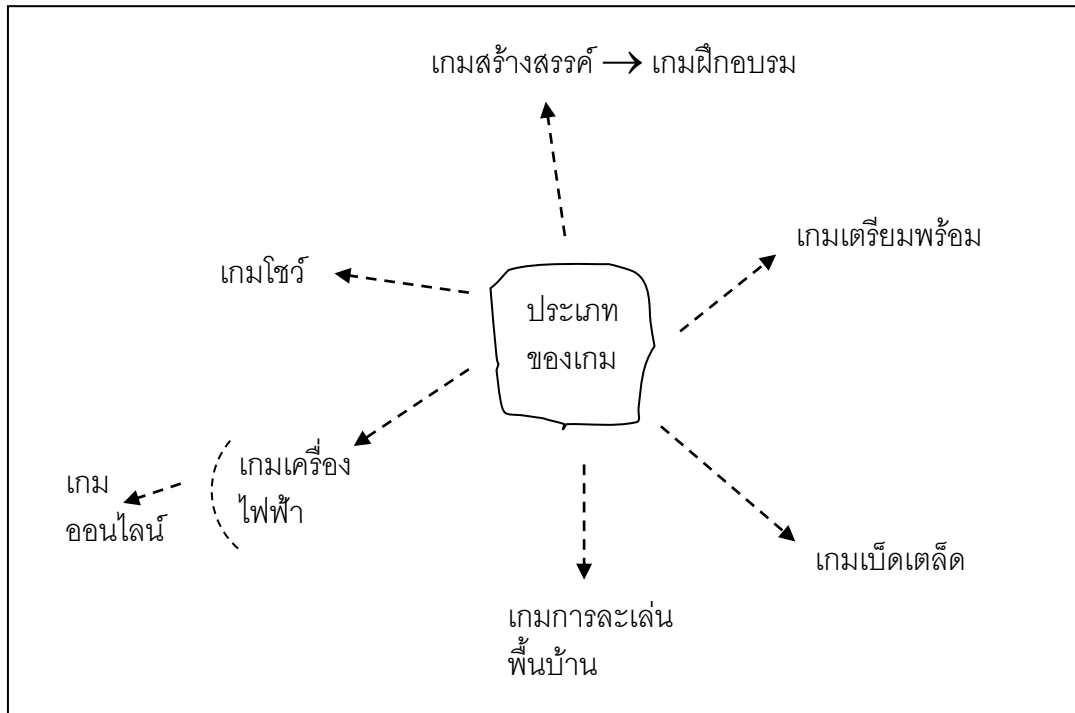 เกมสร้างสรรค์ → เกมฝึกอบรม
เกมเตรียมพร้อม
เกมโชว์
ประเภท
ของเกม
เกมเครื่อง
ไฟฟ้า
เกม
ออนไลน์
เกมเบ็ดเตล็ด
เกมการละเล่น
พื้นบ้าน